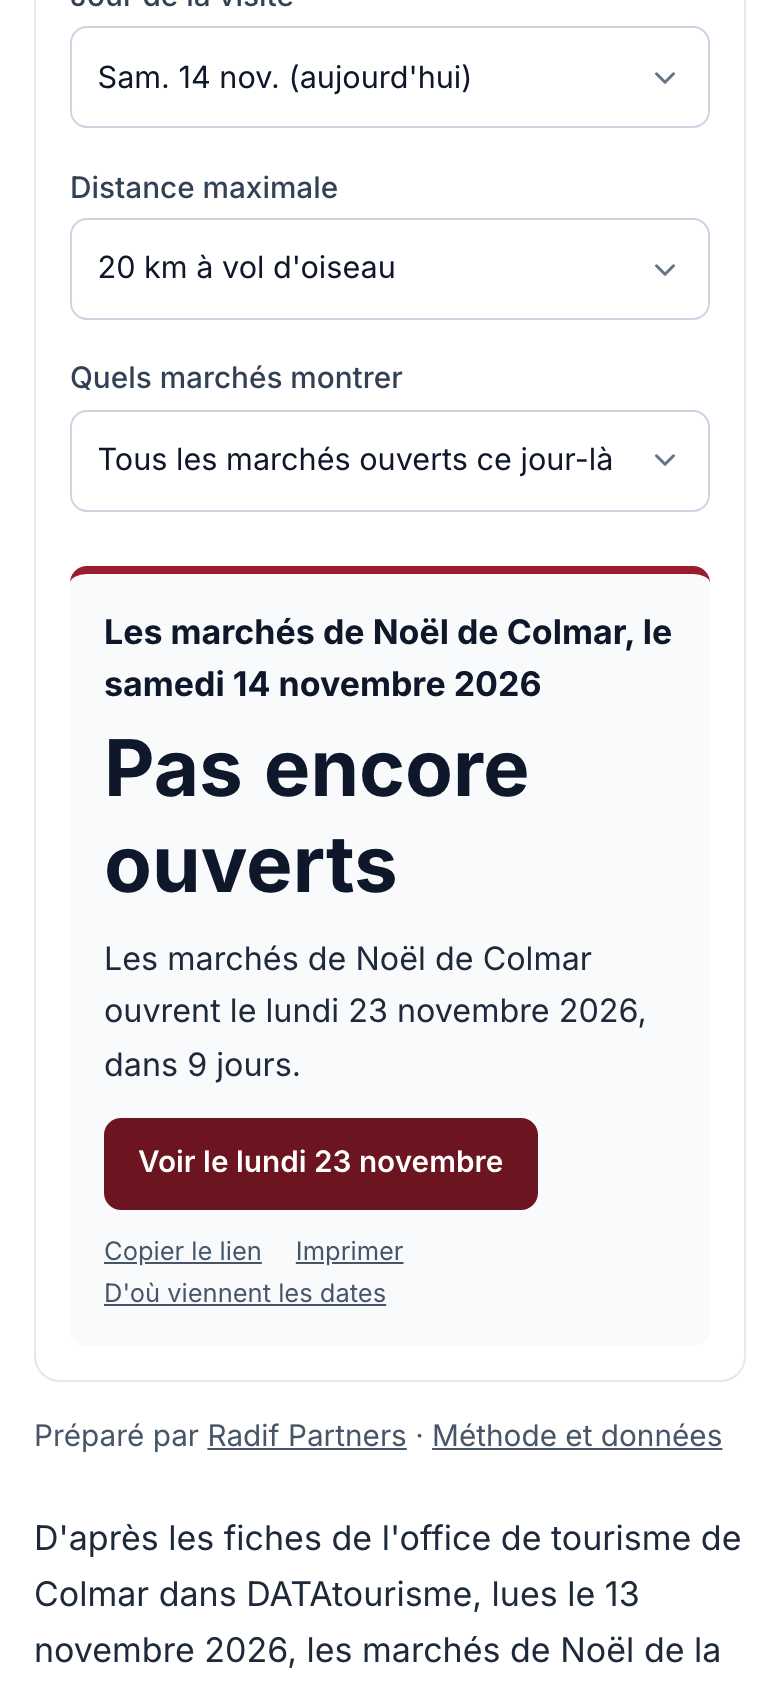 Jour de la visite
Sam. 14 nov. (aujourd'hui)
Distance maximale
20 km à vol d'oiseau
Quels marchés montrer
Tous les marchés ouverts ce jour-là
Les marchés de Noël de Colmar, le
samedi 14 novembre 2026
Pas encore
ouverts
Les marchés de Noël de Colmar
ouvrent le lundi 23 novembre 2026,
dans 9 jours.
Voir le lundi 23 novembre
Copier le lien Imprimer
D'où viennent les dates
Préparé par Radif Partners · Méthode et données
D'après les fiches de l'office de tourisme de
Colmar dans DATAtourisme, lues le 13
novembre 2026, les marchés de Noël de la